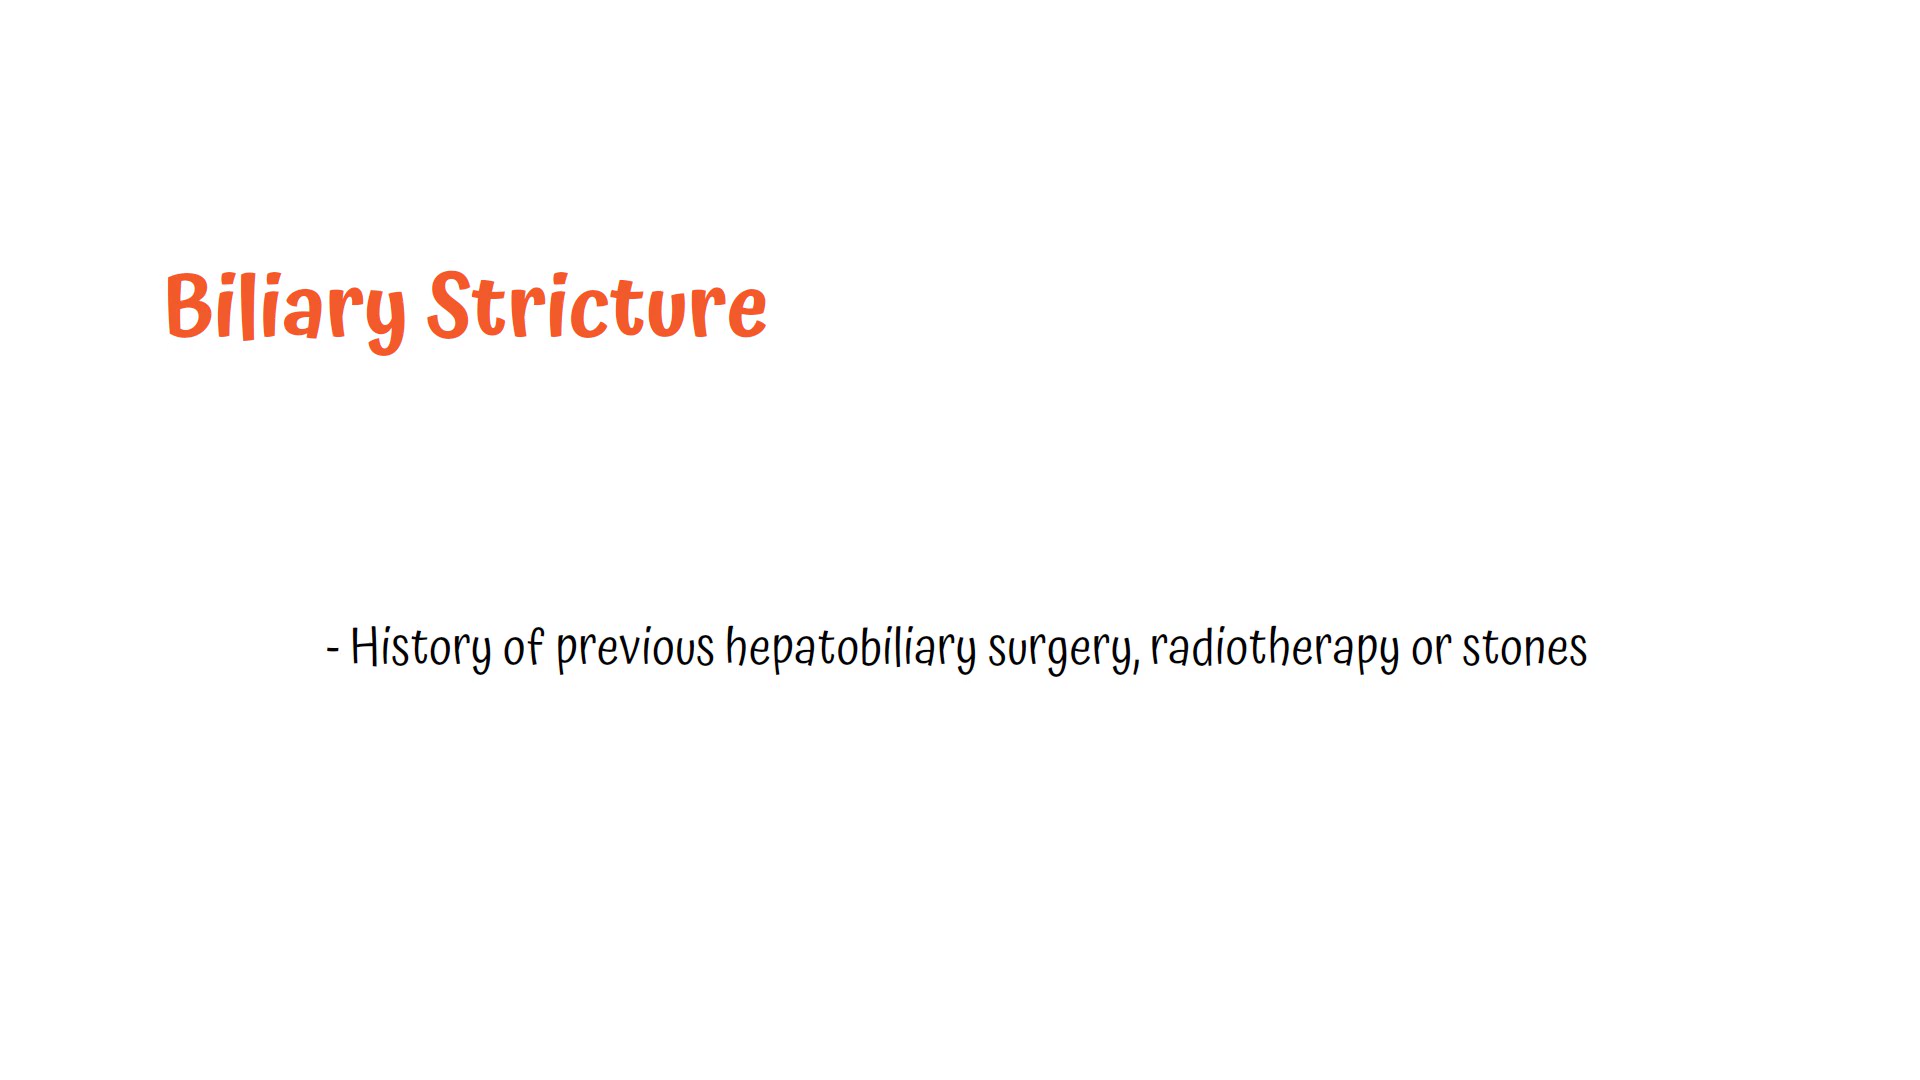 Biliary Stricture
- History of previous hepatobiliary surgery, radiotherapy or stones